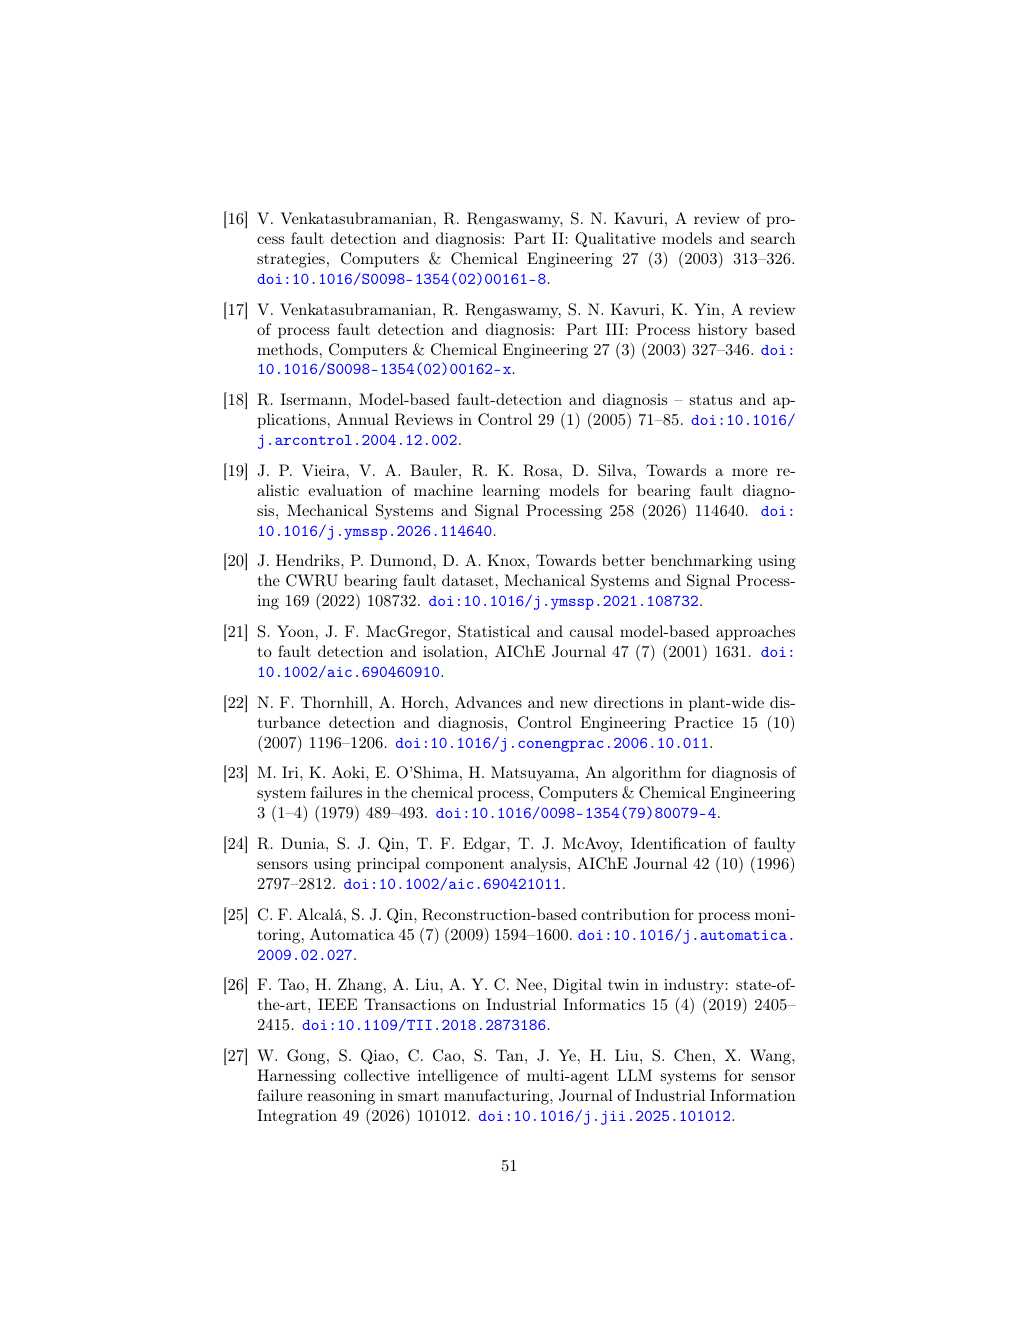 [16] V. Venkatasubramanian, R. Rengaswamy, S. N. Kavuri, A review of pro-
cess fault detection and diagnosis: Part II: Qualitative models and search
strategies, Computers & Chemical Engineering 27 (3) (2003) 313–326.
doi:10.1016/S0098-1354(02)00161-8.
[17] V. Venkatasubramanian, R. Rengaswamy, S. N. Kavuri, K. Yin, A review
of process fault detection and diagnosis: Part III: Process history based
methods, Computers & Chemical Engineering 27 (3) (2003) 327–346. doi:
10.1016/S0098-1354(02)00162-x.
[18] R. Isermann, Model-based fault-detection and diagnosis – status and ap-
plications, Annual Reviews in Control 29 (1) (2005) 71–85. doi:10.1016/
j.arcontrol.2004.12.002.
[19] J. P. Vieira, V. A. Bauler, R. K. Rosa, D. Silva, Towards a more re-
alistic evaluation of machine learning models for bearing fault diagno-
sis, Mechanical Systems and Signal Processing 258 (2026) 114640. doi:
10.1016/j.ymssp.2026.114640.
[20] J. Hendriks, P. Dumond, D. A. Knox, Towards better benchmarking using
the CWRU bearing fault dataset, Mechanical Systems and Signal Process-
ing 169 (2022) 108732. doi:10.1016/j.ymssp.2021.108732.
[21] S. Yoon, J. F. MacGregor, Statistical and causal model-based approaches
to fault detection and isolation, AIChE Journal 47 (7) (2001) 1631. doi:
10.1002/aic.690460910.
[22] N. F. Thornhill, A. Horch, Advances and new directions in plant-wide dis-
turbance detection and diagnosis, Control Engineering Practice 15 (10)
(2007) 1196–1206. doi:10.1016/j.conengprac.2006.10.011.
[23] M. Iri, K. Aoki, E. O'Shima, H. Matsuyama, An algorithm for diagnosis of
system failures in the chemical process, Computers & Chemical Engineering
3 (1–4) (1979) 489–493. doi:10.1016/0098-1354(79)80079-4.
[24] R. Dunia, S. J. Qin, T. F. Edgar, T. J. McAvoy, Identification of faulty
sensors using principal component analysis, AIChE Journal 42 (10) (1996)
2797–2812. doi:10.1002/aic.690421011.
[25] C. F. Alcalá, S. J. Qin, Reconstruction-based contribution for process moni-
toring, Automatica 45 (7) (2009) 1594–1600. doi:10.1016/j.automatica.
2009.02.027.
[26] F. Tao, H. Zhang, A. Liu, A. Y. C. Nee, Digital twin in industry: state-of-
the-art, IEEE Transactions on Industrial Informatics 15 (4) (2019) 2405–
2415. doi:10.1109/TII.2018.2873186.
[27] W. Gong, S. Qiao, C. Cao, S. Tan, J. Ye, H. Liu, S. Chen, X. Wang,
Harnessing collective intelligence of multi-agent LLM systems for sensor
failure reasoning in smart manufacturing, Journal of Industrial Information
Integration 49 (2026) 101012. doi:10.1016/j.jii.2025.101012.
51